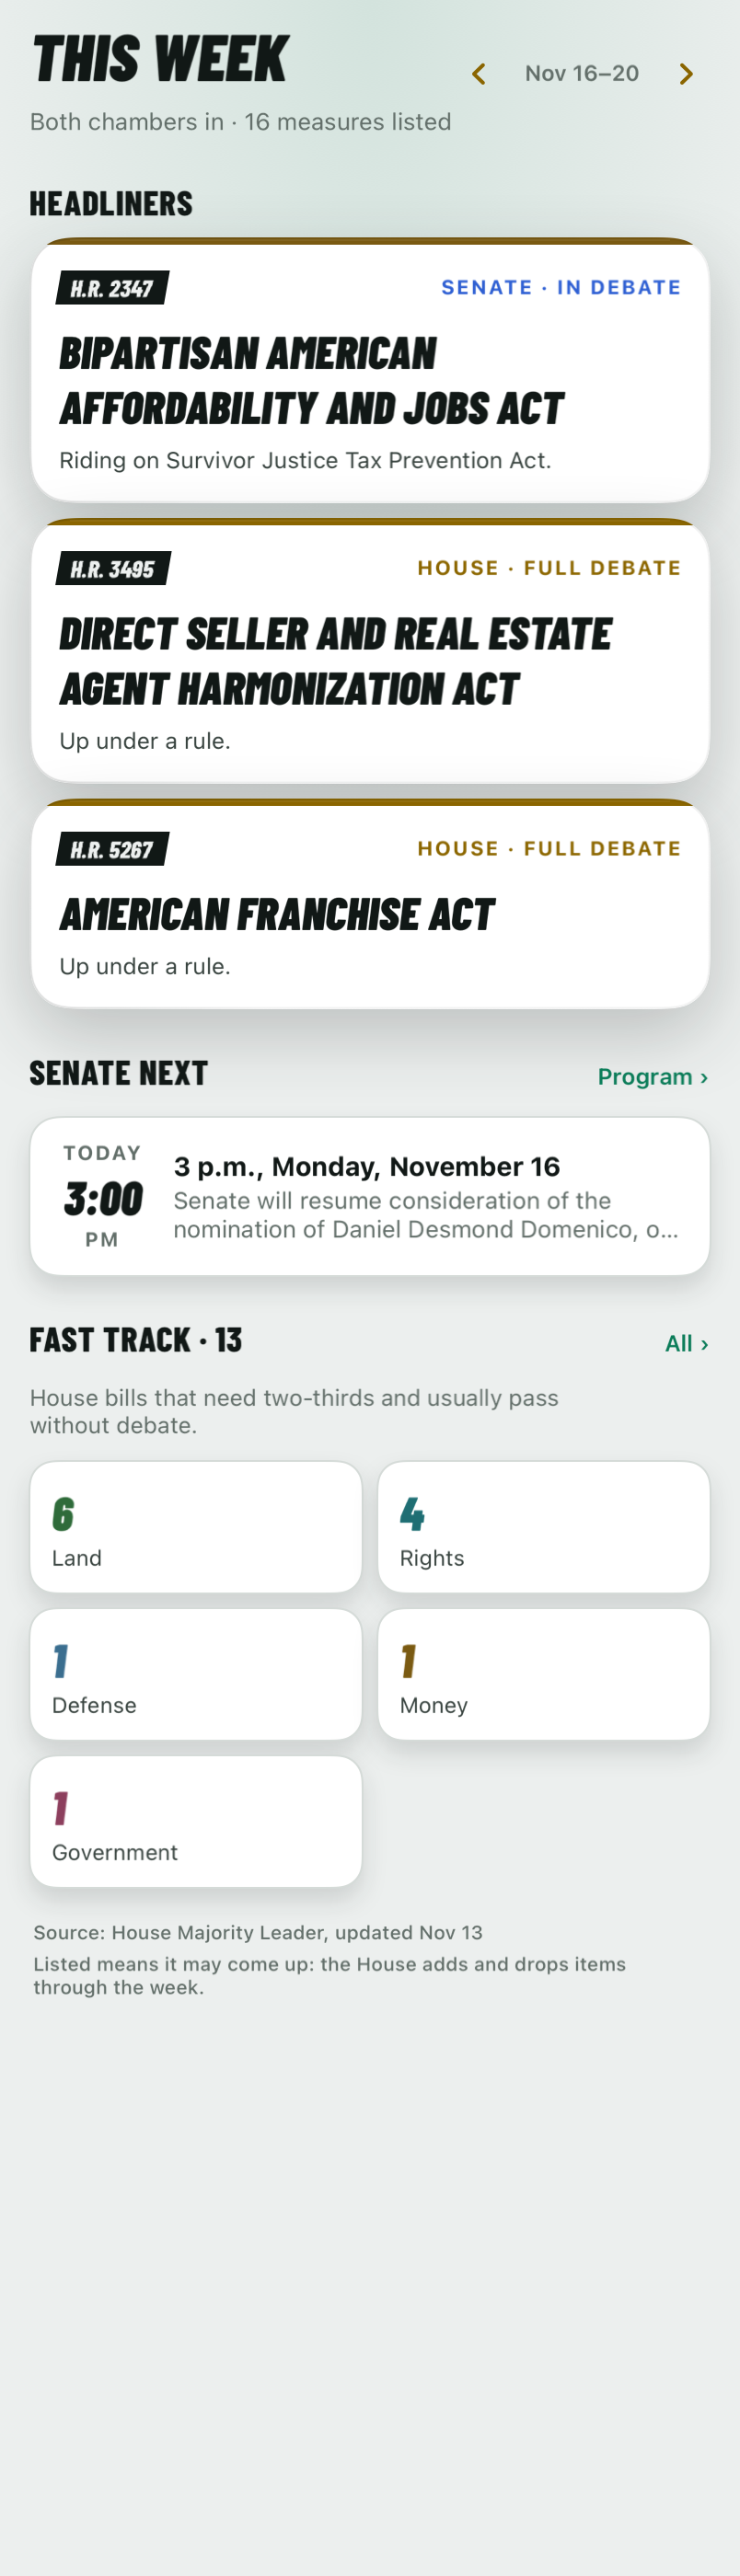 THIS WEEK
Nov 16–20
Both chambers in · 16 measures listed
HEADLINERS
H.R. 2347
SENATE · IN DEBATE
BIPARTISAN AMERICAN
AFFORDABILITY AND JOBS ACT
Riding on Survivor Justice Tax Prevention Act.
H.R. 3495
HOUSE · FULL DEBATE
DIRECT SELLER AND REAL ESTATE
AGENT HARMONIZATION ACT
Up under a rule.
H.R. 5267
HOUSE · FULL DEBATE
AMERICAN FRANCHISE ACT
Up under a rule.
SENATE NEXT
Program ›
TODAY
3:00
PM
3 p.m., Monday, November 16
Senate will resume consideration of the
nomination of Daniel Desmond Domenico, o...
FAST TRACK · 13
All ›
House bills that need two-thirds and usually pass
without debate.
6
Land
4
Rights
1
Defense
1
Money
1
Government
Source: House Majority Leader, updated Nov 13
Listed means it may come up: the House adds and drops items
through the week.